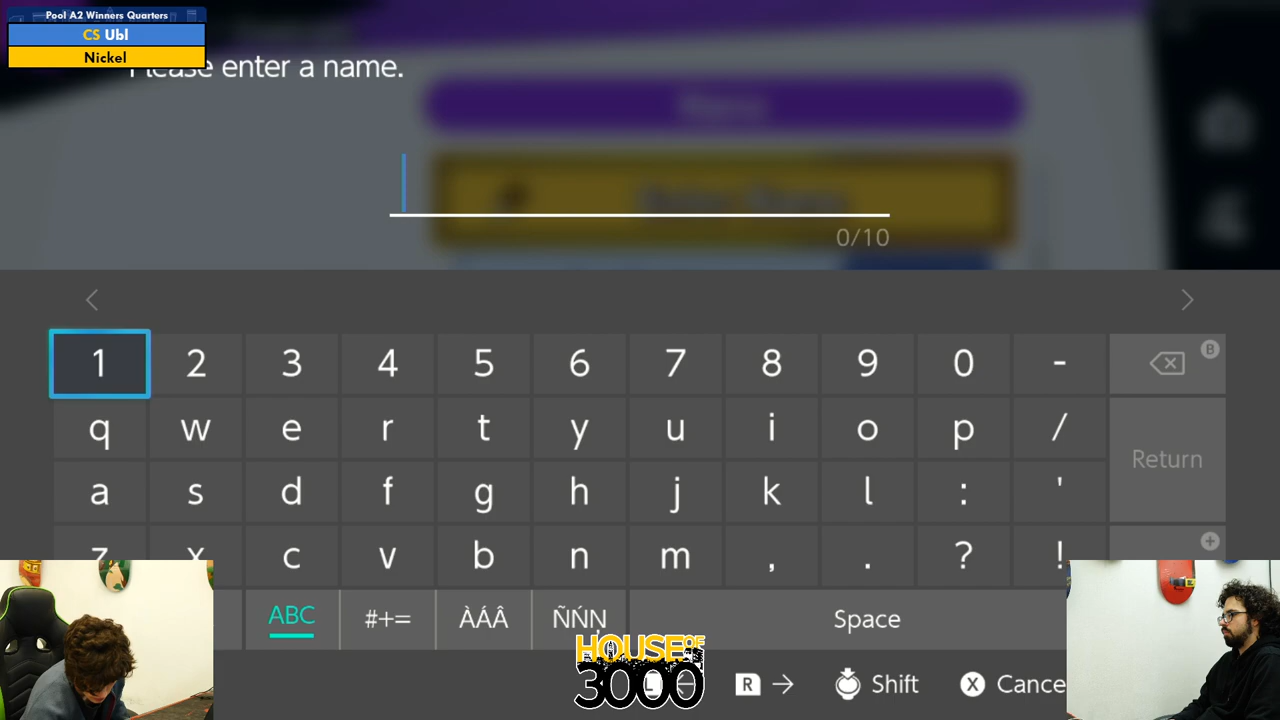 Pool A2 Winners Quarters
CS Ubl
Nickel
Please enter a name.
0/10
1 2 3 4 5 6 7 8 9 0 - B
q w e r t y u i o p /
Return
a s d f g h j k l : '
z x c v b n m , . ? ! +
ABC #+= ÀÁÂ ÑŃŅ Space
HOUSE OF
3000
L R → Shift X Cance